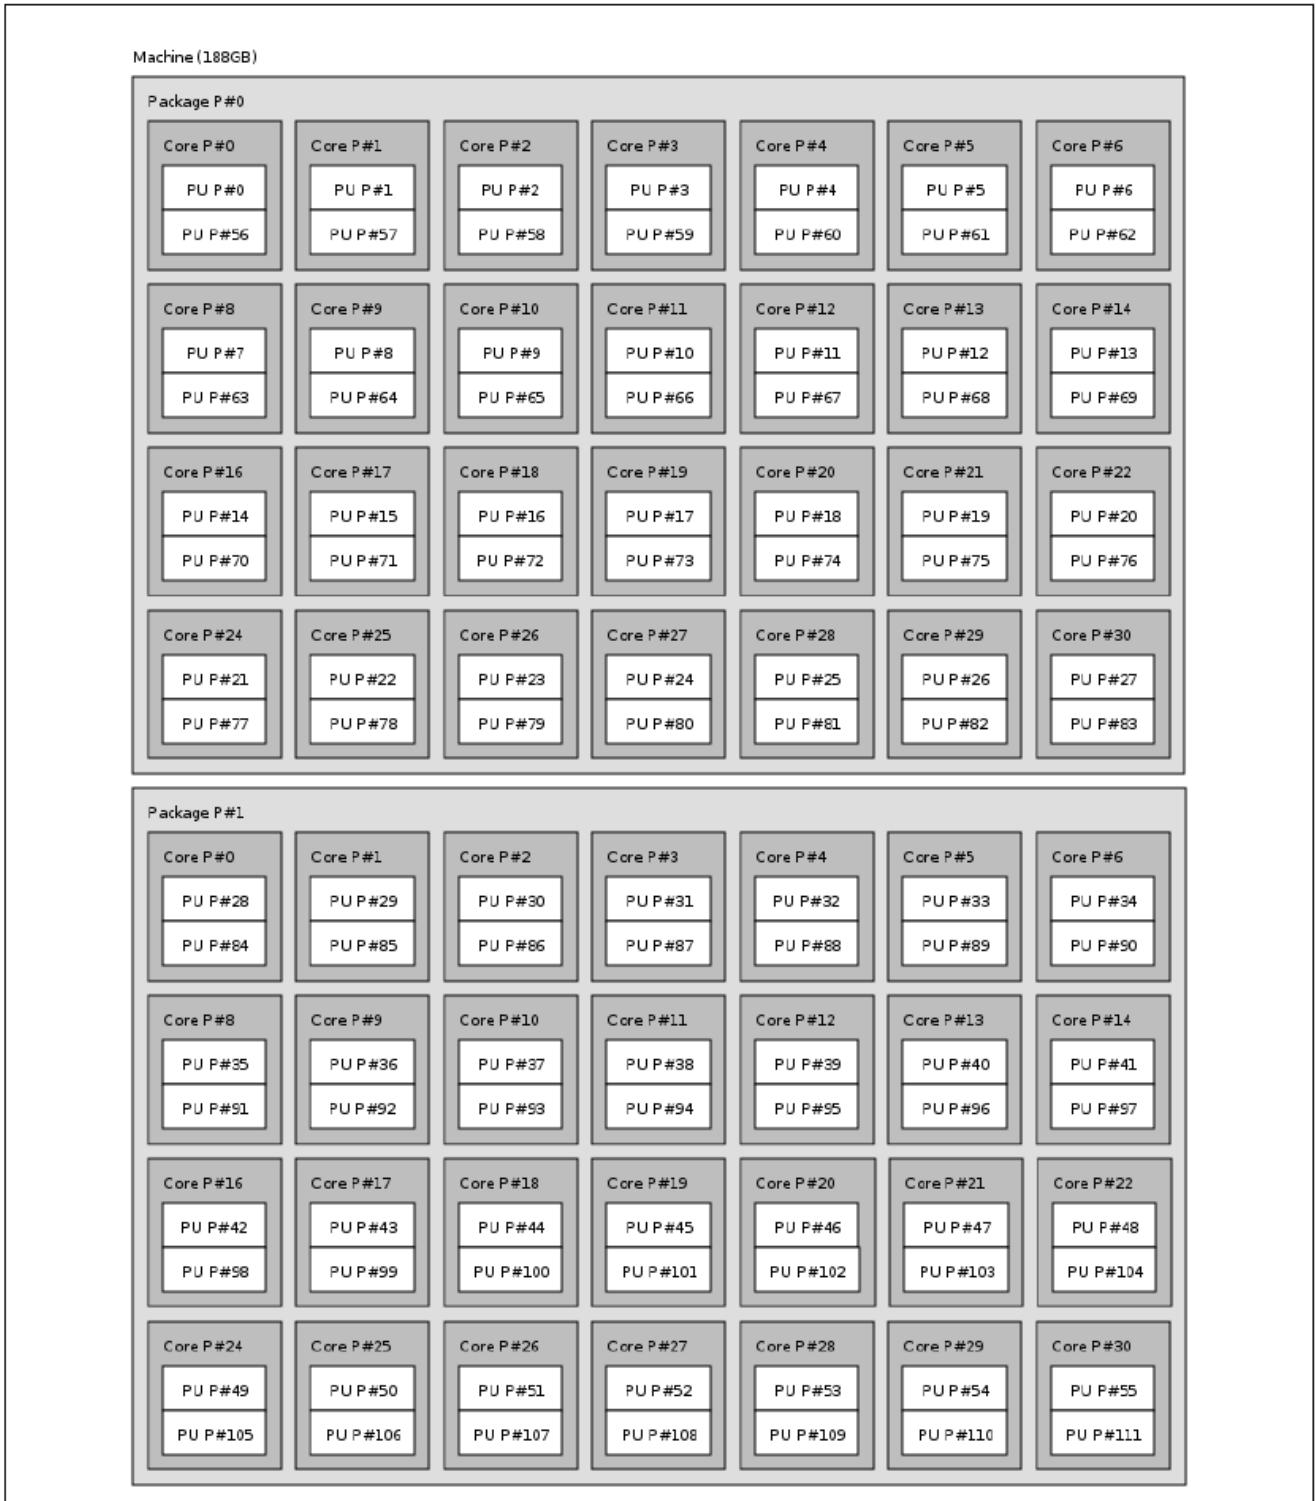 Machine (188GB)
Package P#0
Core P#0 Core P#1 Core P#2 Core P#3 Core P#4 Core P#5 Core P#6
PU P#0 PU P#1 PU P#2 PU P#3 PU P#4 PU P#5 PU P#6
PU P#56 PU P#57 PU P#58 PU P#59 PU P#60 PU P#61 PU P#62
Core P#8 Core P#9 Core P#10 Core P#11 Core P#12 Core P#13 Core P#14
PU P#7 PU P#8 PU P#9 PU P#10 PU P#11 PU P#12 PU P#13
PU P#63 PU P#64 PU P#65 PU P#66 PU P#67 PU P#68 PU P#69
Core P#16 Core P#17 Core P#18 Core P#19 Core P#20 Core P#21 Core P#22
PU P#14 PU P#15 PU P#16 PU P#17 PU P#18 PU P#19 PU P#20
PU P#70 PU P#71 PU P#72 PU P#73 PU P#74 PU P#75 PU P#76
Core P#24 Core P#25 Core P#26 Core P#27 Core P#28 Core P#29 Core P#30
PU P#21 PU P#22 PU P#23 PU P#24 PU P#25 PU P#26 PU P#27
PU P#77 PU P#78 PU P#79 PU P#80 PU P#81 PU P#82 PU P#83
Package P#1
Core P#0 Core P#1 Core P#2 Core P#3 Core P#4 Core P#5 Core P#6
PU P#28 PU P#29 PU P#30 PU P#31 PU P#32 PU P#33 PU P#34
PU P#84 PU P#85 PU P#86 PU P#87 PU P#88 PU P#89 PU P#90
Core P#8 Core P#9 Core P#10 Core P#11 Core P#12 Core P#13 Core P#14
PU P#35 PU P#36 PU P#37 PU P#38 PU P#39 PU P#40 PU P#41
PU P#91 PU P#92 PU P#93 PU P#94 PU P#95 PU P#96 PU P#97
Core P#16 Core P#17 Core P#18 Core P#19 Core P#20 Core P#21 Core P#22
PU P#42 PU P#43 PU P#44 PU P#45 PU P#46 PU P#47 PU P#48
PU P#98 PU P#99 PU P#100 PU P#101 PU P#102 PU P#103 PU P#104
Core P#24 Core P#25 Core P#26 Core P#27 Core P#28 Core P#29 Core P#30
PU P#49 PU P#50 PU P#51 PU P#52 PU P#53 PU P#54 PU P#55
PU P#105 PU P#106 PU P#107 PU P#108 PU P#109 PU P#110 PU P#111